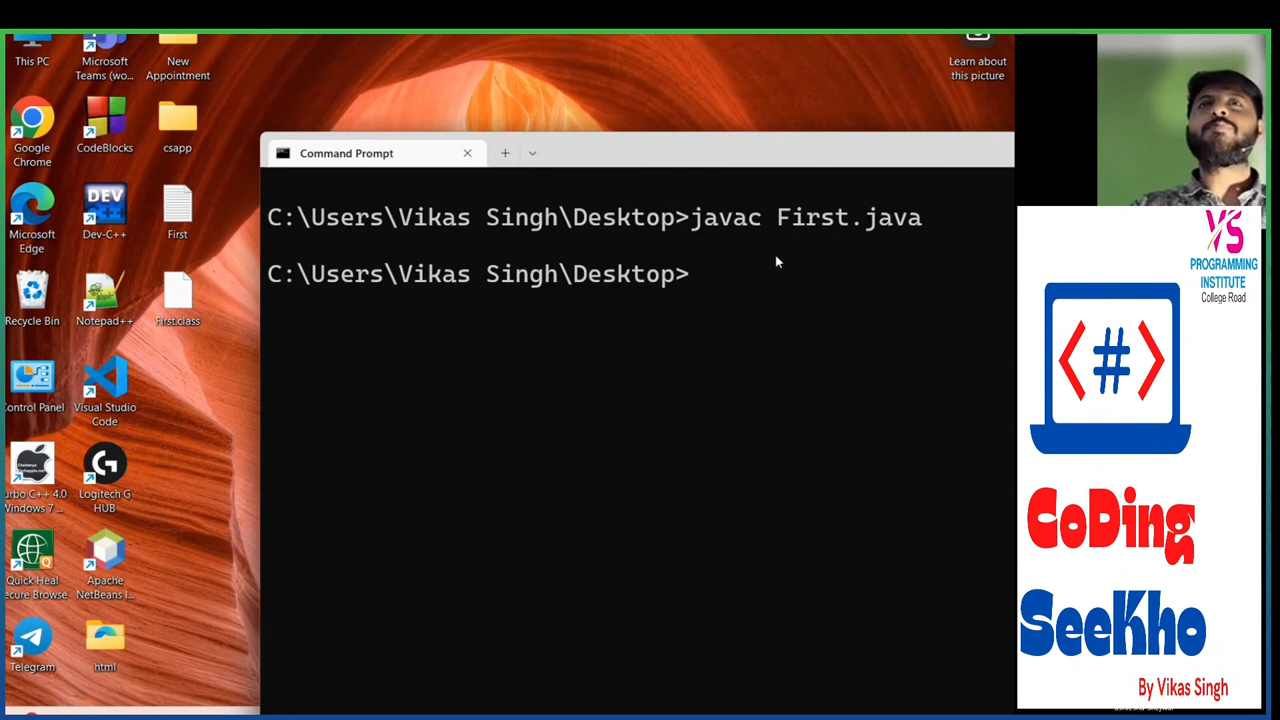 This PC
Microsoft
Teams (wo...
New
Appointment
Learn about
this picture
Google
Chrome
CodeBlocks
csapp
Command Prompt
C:\Users\Vikas Singh\Desktop>javac First.java
C:\Users\Vikas Singh\Desktop>
Microsoft
Edge
DEV
C++
Dev-C++
First
Recycle Bin
Notepad++
First.class
Control Panel
Visual Studio
Code
urbo C++ 4.0
Windows 7 ...
Logitech G
HUB
Quick Heal
ecure Browse
Apache
NetBeans I...
Telegram
html
VS
PROGRAMMING
INSTITUTE
College Road
<#>
CoDing
SeeKho
By Vikas Singh